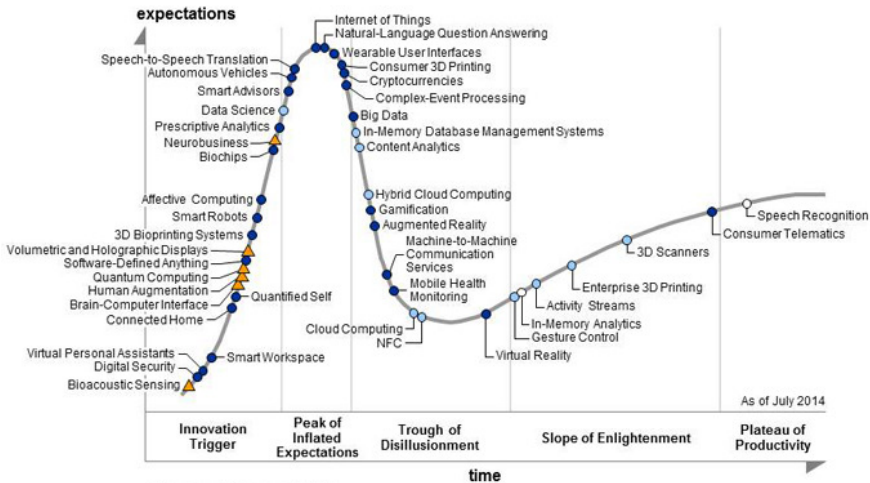 expectations
Internet of Things
Natural-Language Question Answering
Wearable User Interfaces
Speech-to-Speech Translation
Consumer 3D Printing
Autonomous Vehicles
Cryptocurrencies
Smart Advisors
Complex-Event Processing
Data Science
Big Data
Prescriptive Analytics
In-Memory Database Management Systems
Neurobusiness
Content Analytics
Biochips
Hybrid Cloud Computing
Affective Computing
Gamification
Smart Robots
Augmented Reality
Speech Recognition
3D Bioprinting Systems
Consumer Telematics
Volumetric and Holographic Displays
Machine-to-Machine
Communication
Services
3D Scanners
Software-Defined Anything
Quantum Computing
Human Augmentation
Mobile Health
Monitoring
Enterprise 3D Printing
Brain-Computer Interface
Quantified Self
Activity Streams
Connected Home
Cloud Computing
In-Memory Analytics
NFC
Gesture Control
Virtual Personal Assistants
Smart Workspace
Virtual Reality
Digital Security
Bioacoustic Sensing
As of July 2014
Innovation
Trigger
Peak of
Inflated
Expectations
Trough of
Disillusionment
Slope of Enlightenment
Plateau of
Productivity
time